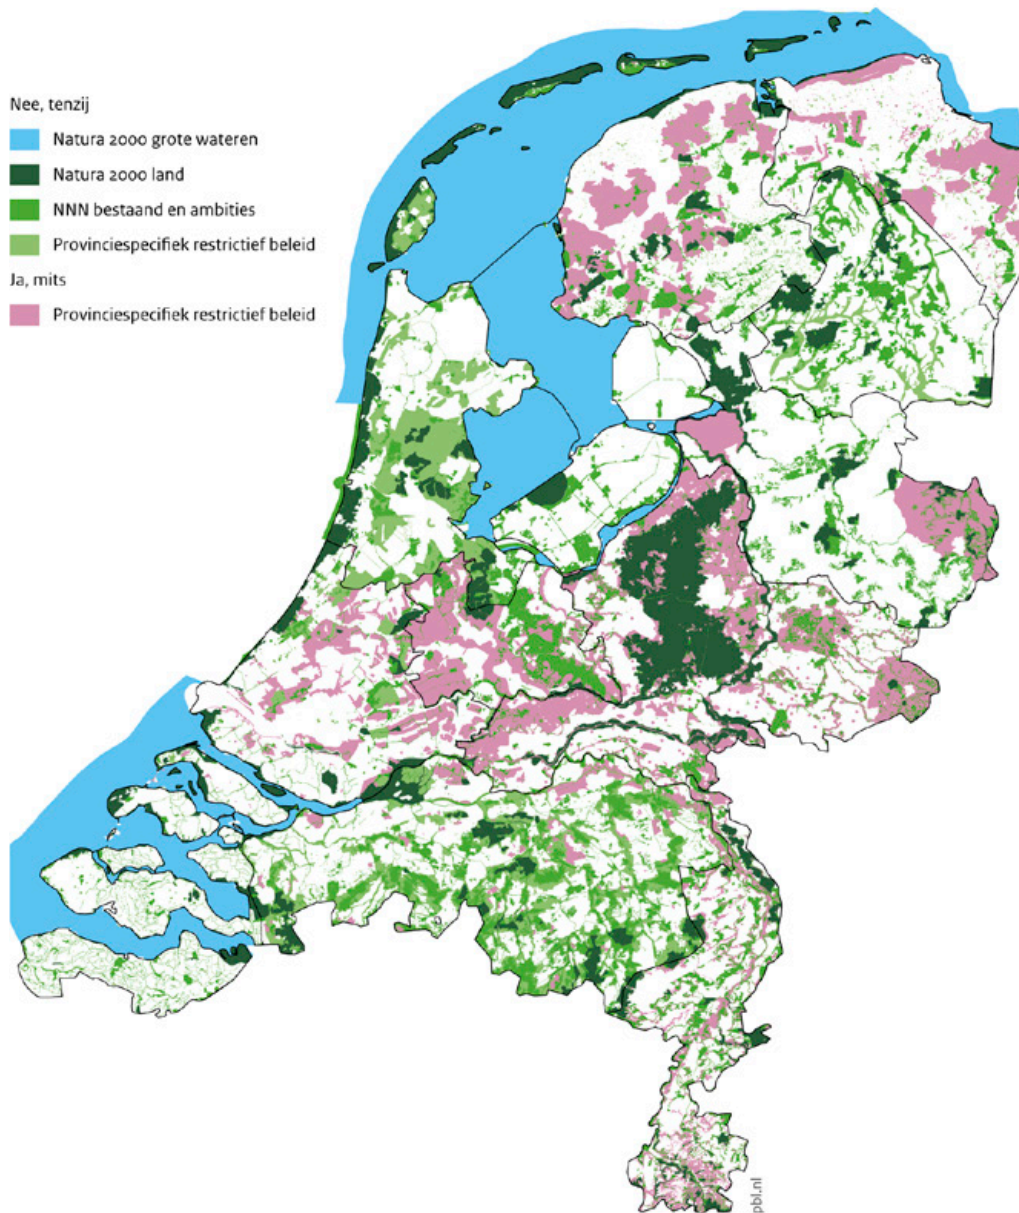 Nee, tenzij
Natura 2000 grote wateren
Natura 2000 land
NNN bestaand en ambities
Provinciespecifiek restrictief beleid
Ja, mits
Provinciespecifiek restrictief beleid
pbl.nl